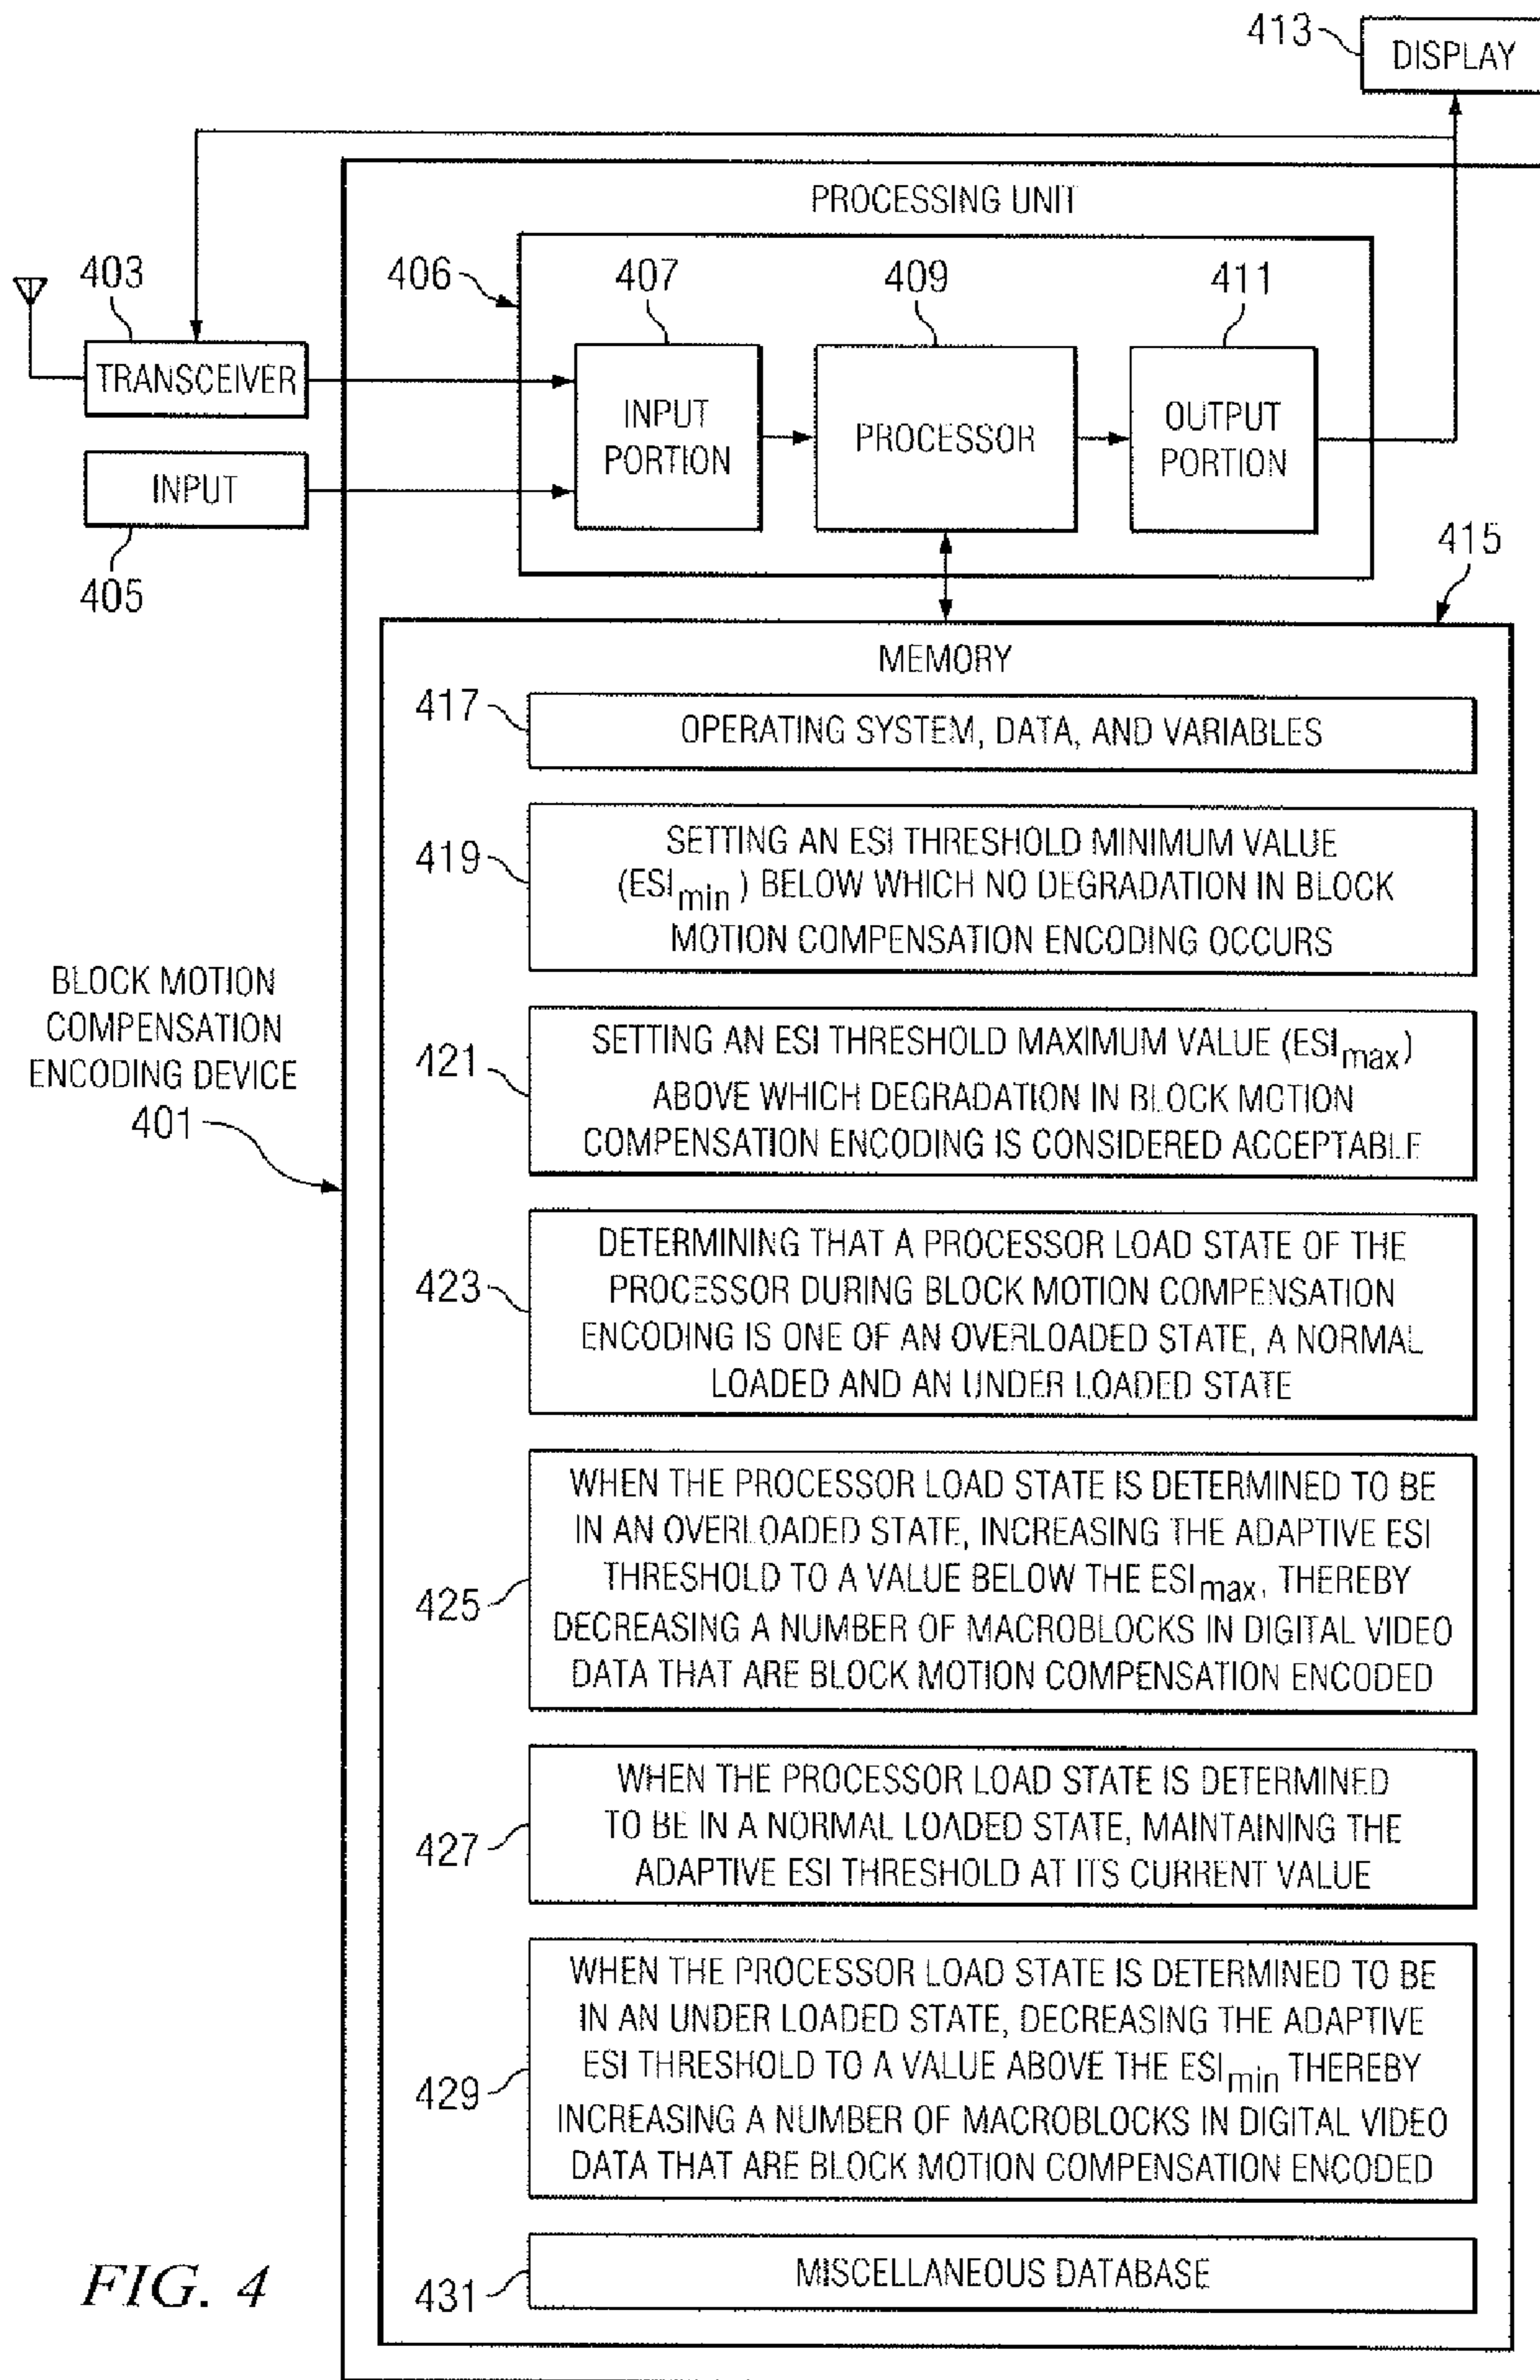 413
DISPLAY
PROCESSING UNIT
403
406
407
409
411
TRANSCEIVER
INPUT
PORTION
PROCESSOR
OUTPUT
PORTION
INPUT
405
415
MEMORY
417
OPERATING SYSTEM, DATA, AND VARIABLES
419
SETTING AN ESI THRESHOLD MINIMUM VALUE
(ESImin) BELOW WHICH NO DEGRADATION IN BLOCK
MOTION COMPENSATION ENCODING OCCURS
BLOCK MOTION
COMPENSATION
ENCODING DEVICE
401
421
SETTING AN ESI THRESHOLD MAXIMUM VALUE (ESImax)
ABOVE WHICH DEGRADATION IN BLOCK MOTION
COMPENSATION ENCODING IS CONSIDERED ACCEPTABLE
423
DETERMINING THAT A PROCESSOR LOAD STATE OF THE
PROCESSOR DURING BLOCK MOTION COMPENSATION
ENCODING IS ONE OF AN OVERLOADED STATE, A NORMAL
LOADED AND AN UNDER LOADED STATE
425
WHEN THE PROCESSOR LOAD STATE IS DETERMINED TO BE
IN AN OVERLOADED STATE, INCREASING THE ADAPTIVE ESI
THRESHOLD TO A VALUE BELOW THE ESImax, THEREBY
DECREASING A NUMBER OF MACROBLOCKS IN DIGITAL VIDEO
DATA THAT ARE BLOCK MOTION COMPENSATION ENCODED
427
WHEN THE PROCESSOR LOAD STATE IS DETERMINED
TO BE IN A NORMAL LOADED STATE, MAINTAINING THE
ADAPTIVE ESI THRESHOLD AT ITS CURRENT VALUE
429
WHEN THE PROCESSOR LOAD STATE IS DETERMINED TO BE
IN AN UNDER LOADED STATE, DECREASING THE ADAPTIVE
ESI THRESHOLD TO A VALUE ABOVE THE ESImin THEREBY
INCREASING A NUMBER OF MACROBLOCKS IN DIGITAL VIDEO
DATA THAT ARE BLOCK MOTION COMPENSATION ENCODED
431
MISCELLANEOUS DATABASE
FIG. 4